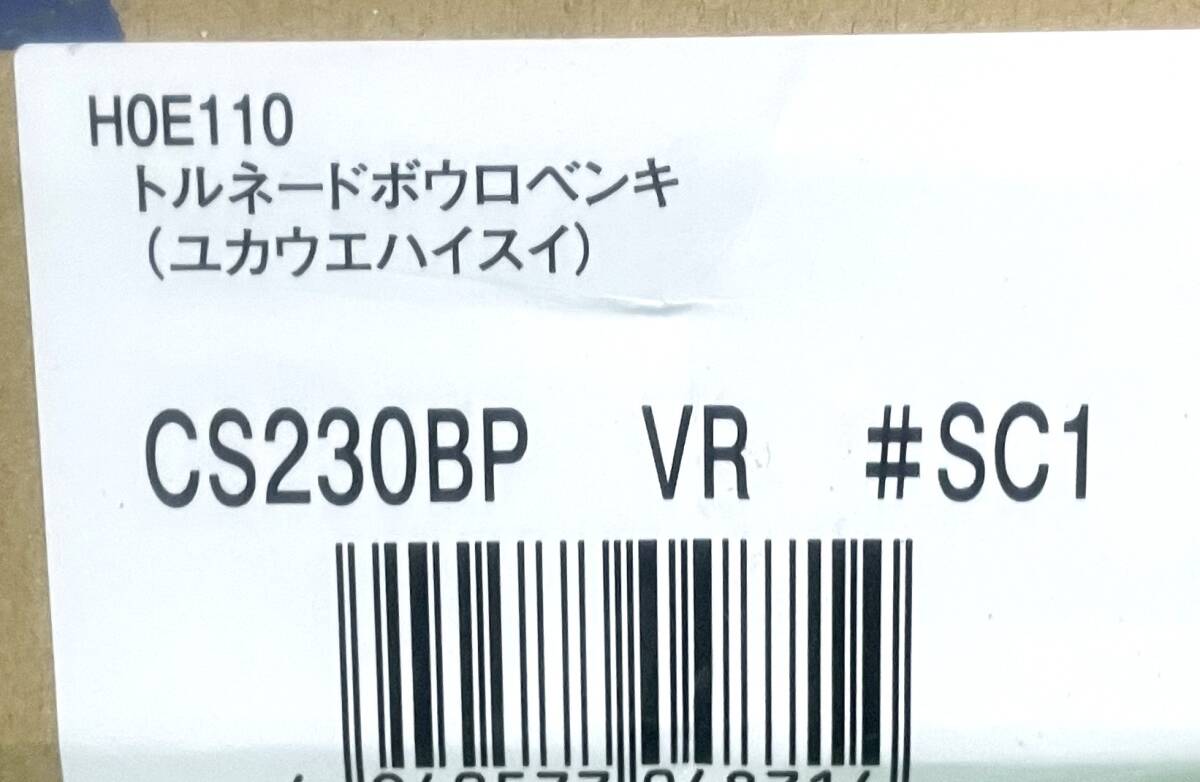 HOE110
トルネードボウロベンキ
(ユカウエハイスイ)
CS230BP VR #SC1